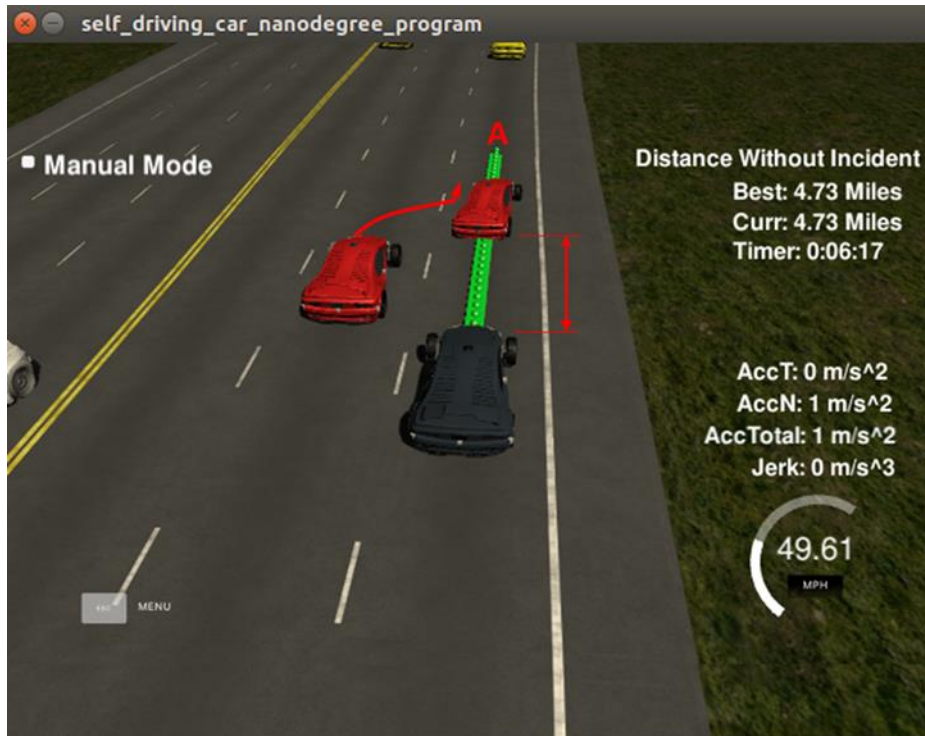 self_driving_car_nanodegree_program
A
Manual Mode
Distance Without Incident
Best: 4.73 Miles
Curr: 4.73 Miles
Timer: 0:06:17
AccT: 0 m/s^2
AccN: 1 m/s^2
AccTotal: 1 m/s^2
Jerk: 0 m/s^3
49.61
MPH
ESC
MENU